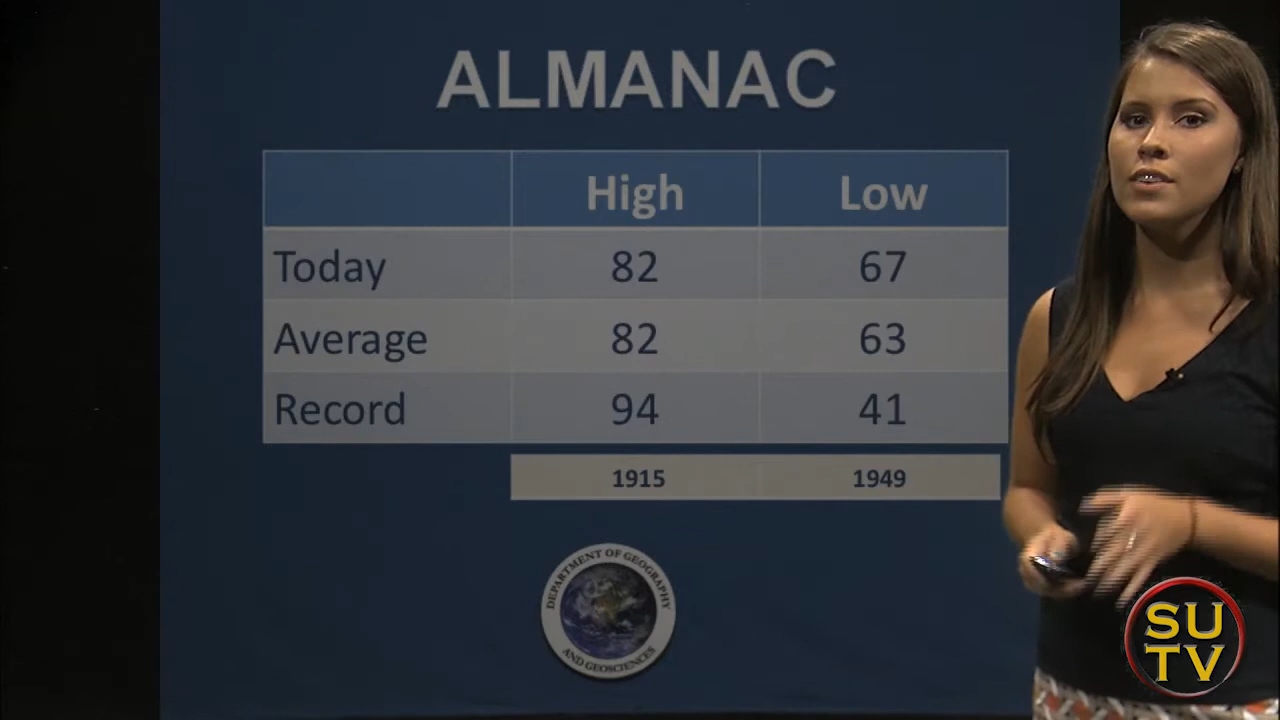 ALMANAC
High Low
Today 82 67
Average 82 63
Record 94 41
1915 1949
DEPARTMENT OF GEOGRAPHY
AND GEOSCIENCES
SU
TV